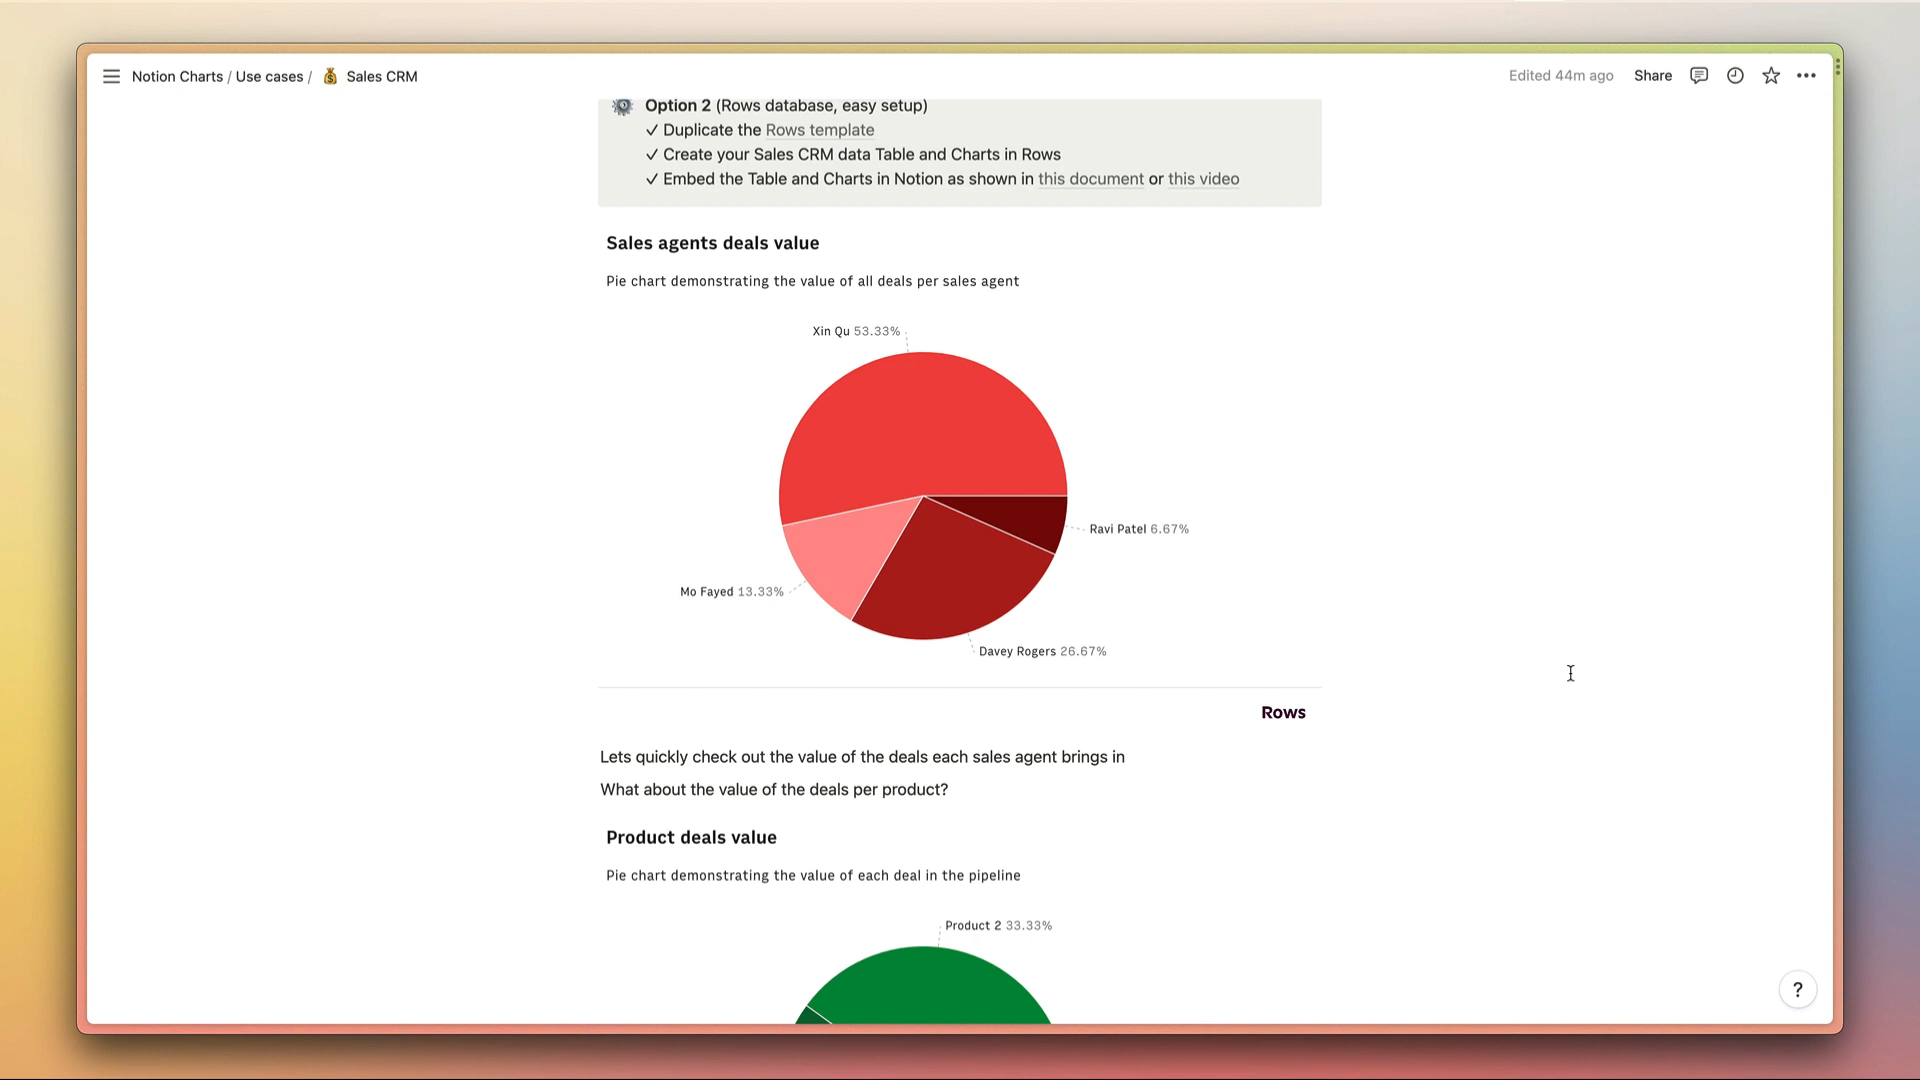 Notion Charts / Use cases / Sales CRM
Edited 44m ago Share
Option 2 (Rows database, easy setup)
✓ Duplicate the Rows template
✓ Create your Sales CRM data Table and Charts in Rows
✓ Embed the Table and Charts in Notion as shown in this document or this video
Sales agents deals value
Pie chart demonstrating the value of all deals per sales agent
Xin Qu 53.33%
Ravi Patel 6.67%
Mo Fayed 13.33%
Davey Rogers 26.67%
Rows
Lets quickly check out the value of the deals each sales agent brings in
What about the value of the deals per product?
Product deals value
Pie chart demonstrating the value of each deal in the pipeline
Product 2 33.33%
?